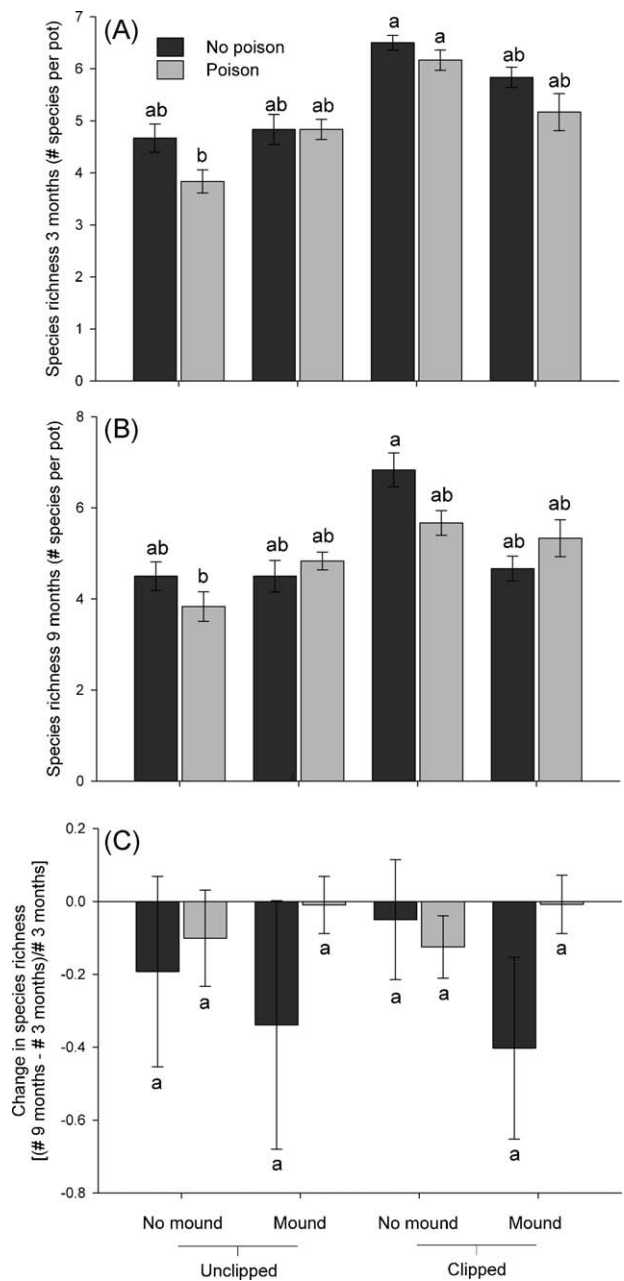 (A)
No poison
Poison
Species richness 3 months (# species per pot)
7
6
5
4
3
2
1
0
ab
b
ab
ab
a
a
ab
ab
(B)
Species richness 9 months (# species per pot)
8
6
4
2
0
ab
b
ab
ab
a
ab
ab
ab
(C)
Change in species richness
[(# 9 months - # 3 months)/# 3 months]
0.2
0.0
-0.2
-0.4
-0.6
-0.8
a
a
a
a
a
a
a
a
No mound
Mound
No mound
Mound
Unclipped
Clipped